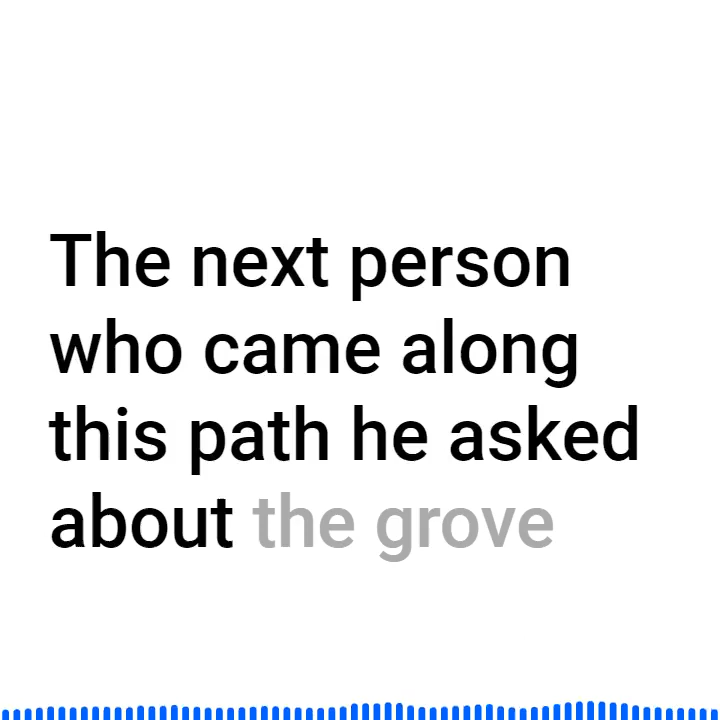 The next person
who came along
this path he asked
about the grove